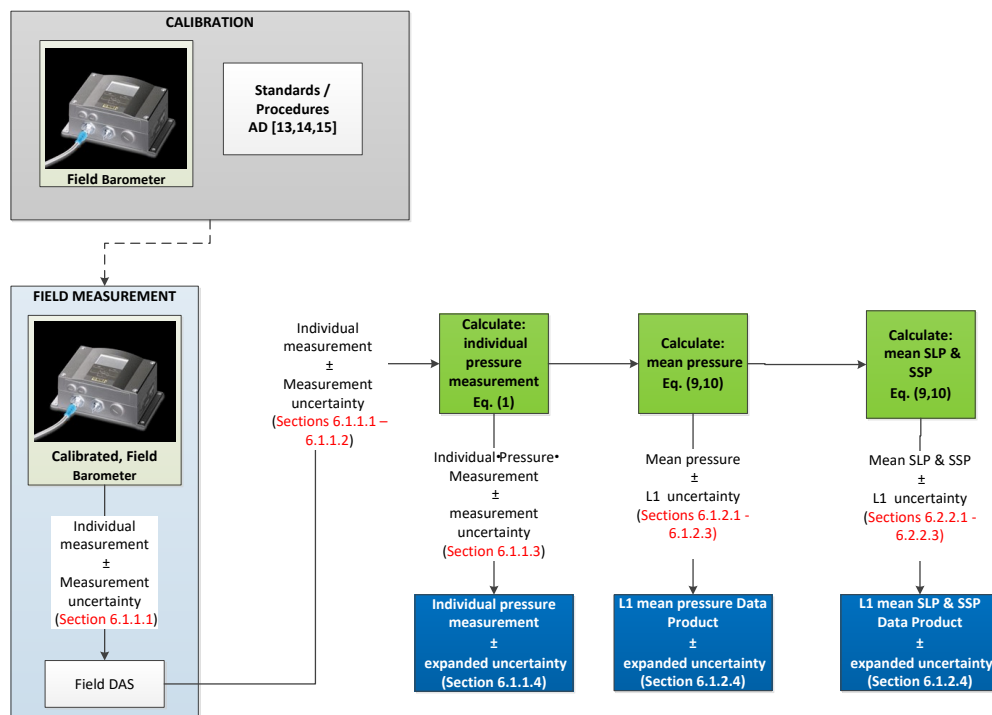 CALIBRATION
Field Barometer
Standards /
Procedures
AD [13,14,15]
FIELD MEASUREMENT
Calibrated, Field
Barometer
Individual
measurement
±
Measurement
uncertainty
(Section 6.1.1.1)
Field DAS
Individual
measurement
±
Measurement
uncertainty
(Sections 6.1.1.1 –
6.1.1.2)
Calculate:
individual
pressure
measurement
Eq. (1)
Calculate:
mean pressure
Eq. (9,10)
Calculate:
mean SLP &
SSP
Eq. (9,10)
Individual•Pressure•
Measurement
±
measurement
uncertainty
(Section 6.1.1.3)
Mean pressure
±
L1 uncertainty
(Sections 6.1.2.1 -
6.1.2.3)
Mean SLP & SSP
±
L1 uncertainty
(Sections 6.2.2.1 -
6.2.2.3)
Individual pressure
measurement
±
expanded uncertainty
(Section 6.1.1.4)
L1 mean pressure Data
Product
±
expanded uncertainty
(Section 6.1.2.4)
L1 mean SLP & SSP
Data Product
±
expanded uncertainty
(Section 6.1.2.4)